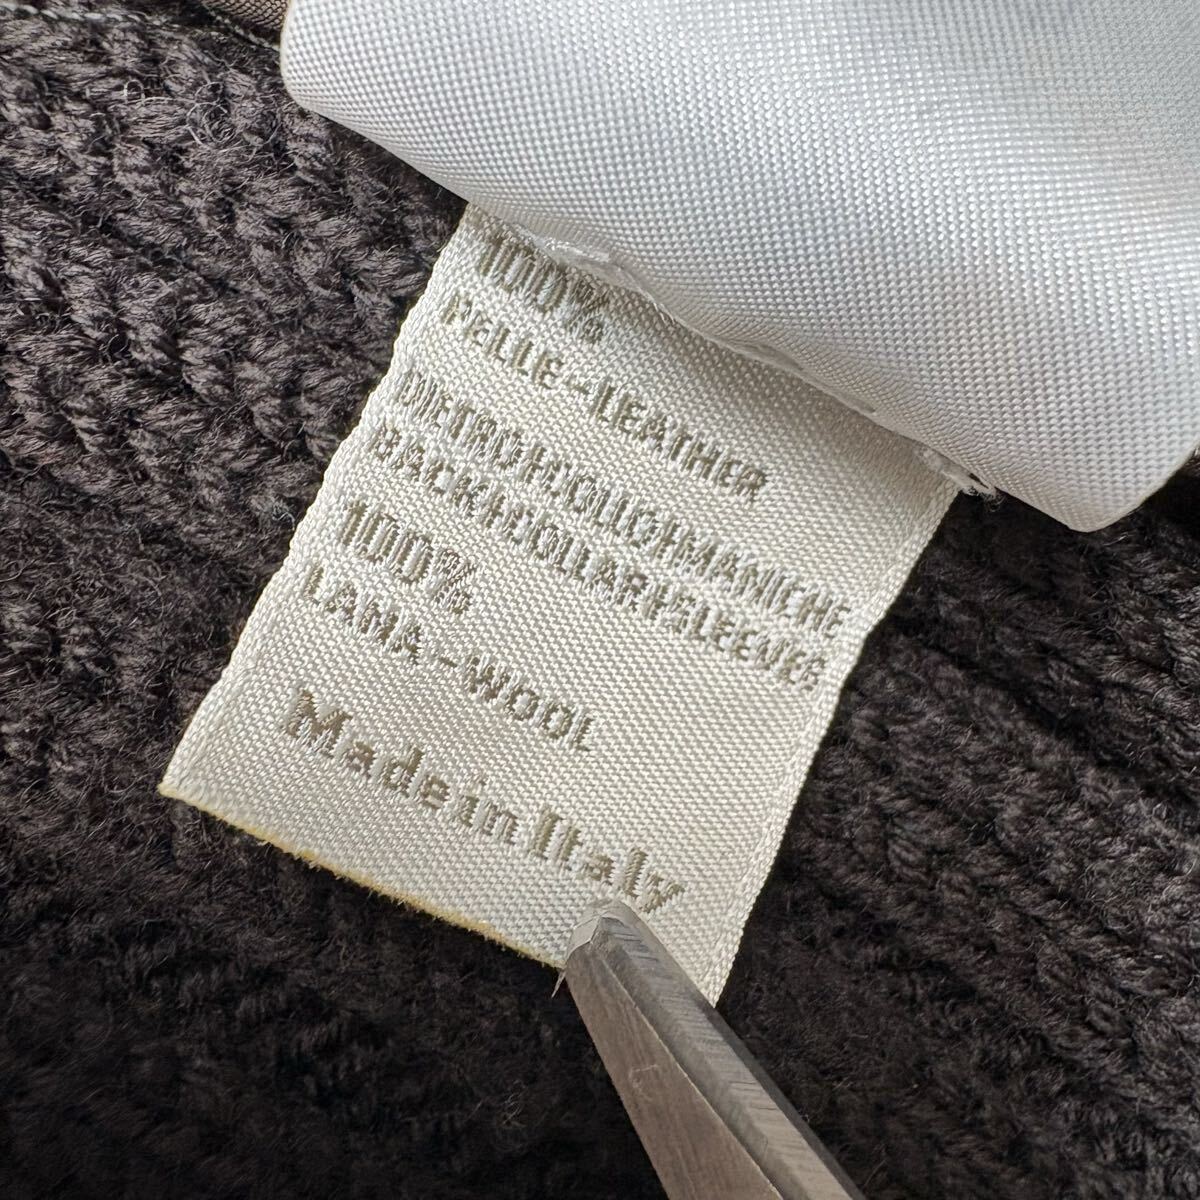 100%
PELLE-LEATHER
DIETRO+COLLO+MANICHE
BACK+COLLAR+SLEEVES
100%
LANA-WOOL
Made in Italy